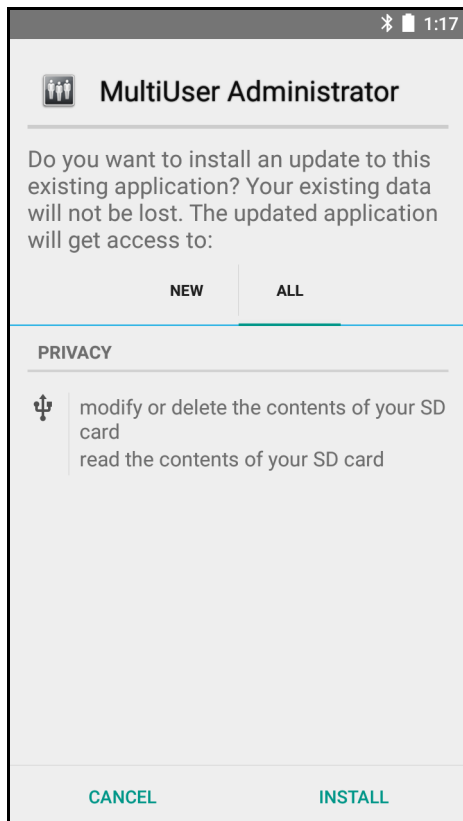 1:17
MultiUser Administrator
Do you want to install an update to this
existing application? Your existing data
will not be lost. The updated application
will get access to:
NEW ALL
PRIVACY
modify or delete the contents of your SD
card
read the contents of your SD card
CANCEL INSTALL